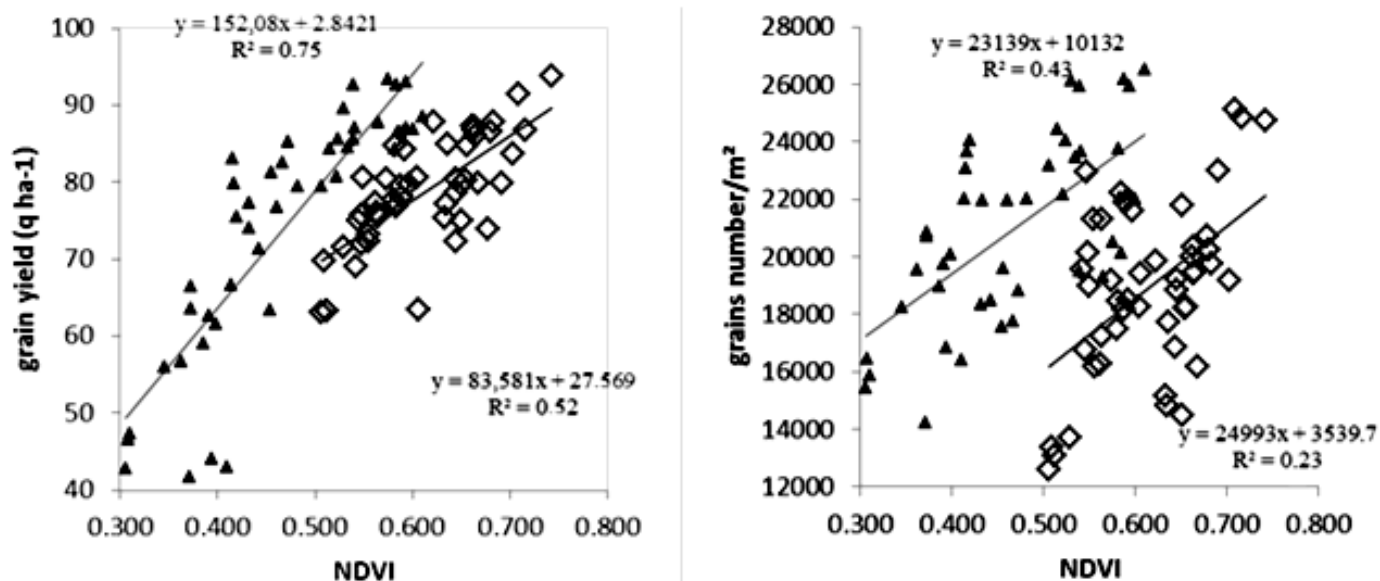 y = 152,08x + 2.8421
R² = 0.75
100
90
80
70
60
50
40
grain yield (q ha-1)
y = 83,581x + 27.569
R² = 0.52
0.300 0.400 0.500 0.600 0.700 0.800
NDVI
y = 23139x + 10132
R² = 0.43
28000
26000
24000
22000
20000
18000
16000
14000
12000
grains number/m²
y = 24993x + 3539.7
R² = 0.23
0.300 0.400 0.500 0.600 0.700 0.800
NDVI